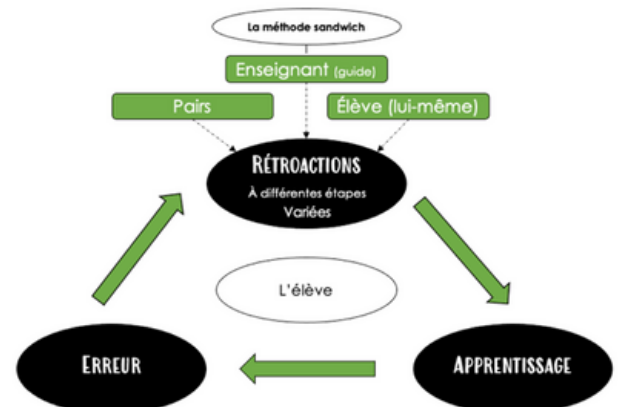 La méthode sandwich
Enseignant (guide)
Pairs
Élève (lui-même)
RÉTROACTIONS
À différentes étapes
Variées
L'élève
ERREUR
APPRENTISSAGE